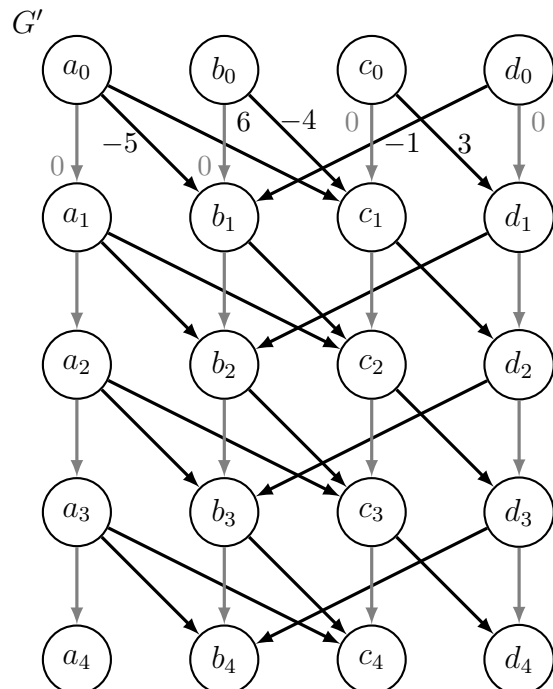 G′
a₀ b₀ c₀ d₀
−5 6 −4 0 −1 3 0
0 0
a₁ b₁ c₁ d₁
a₂ b₂ c₂ d₂
a₃ b₃ c₃ d₃
a₄ b₄ c₄ d₄